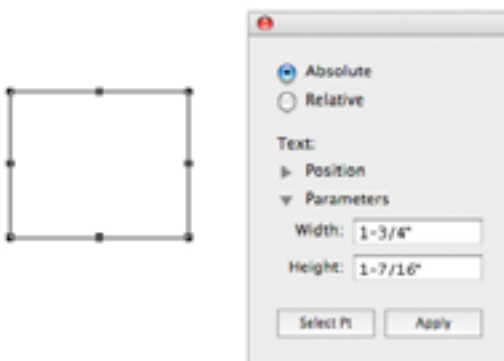 Absolute
Relative
Text:
Position
Parameters
Width: 1-3/4"
Height: 1-7/16"
Select Pt Apply